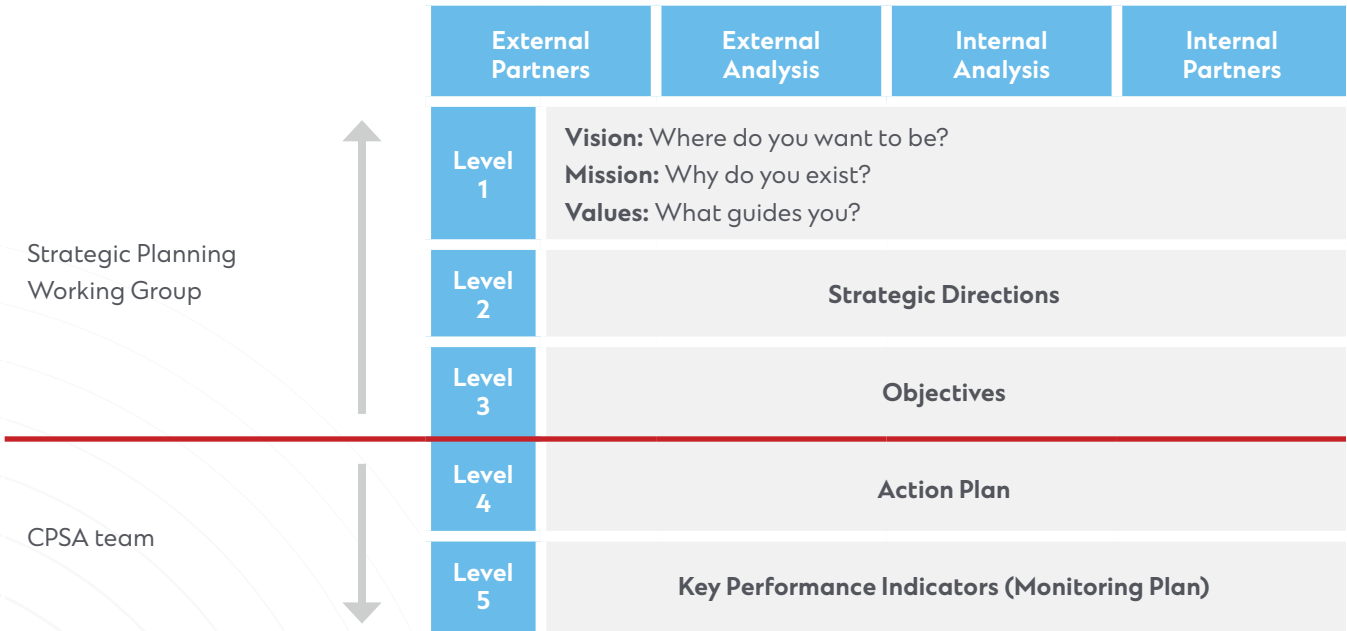 External
Partners
External
Analysis
Internal
Analysis
Internal
Partners
Level
1
Vision: Where do you want to be?
Mission: Why do you exist?
Values: What guides you?
Strategic Planning
Working Group
Level
2
Strategic Directions
Level
3
Objectives
Level
4
Action Plan
CPSA team
Level
5
Key Performance Indicators (Monitoring Plan)